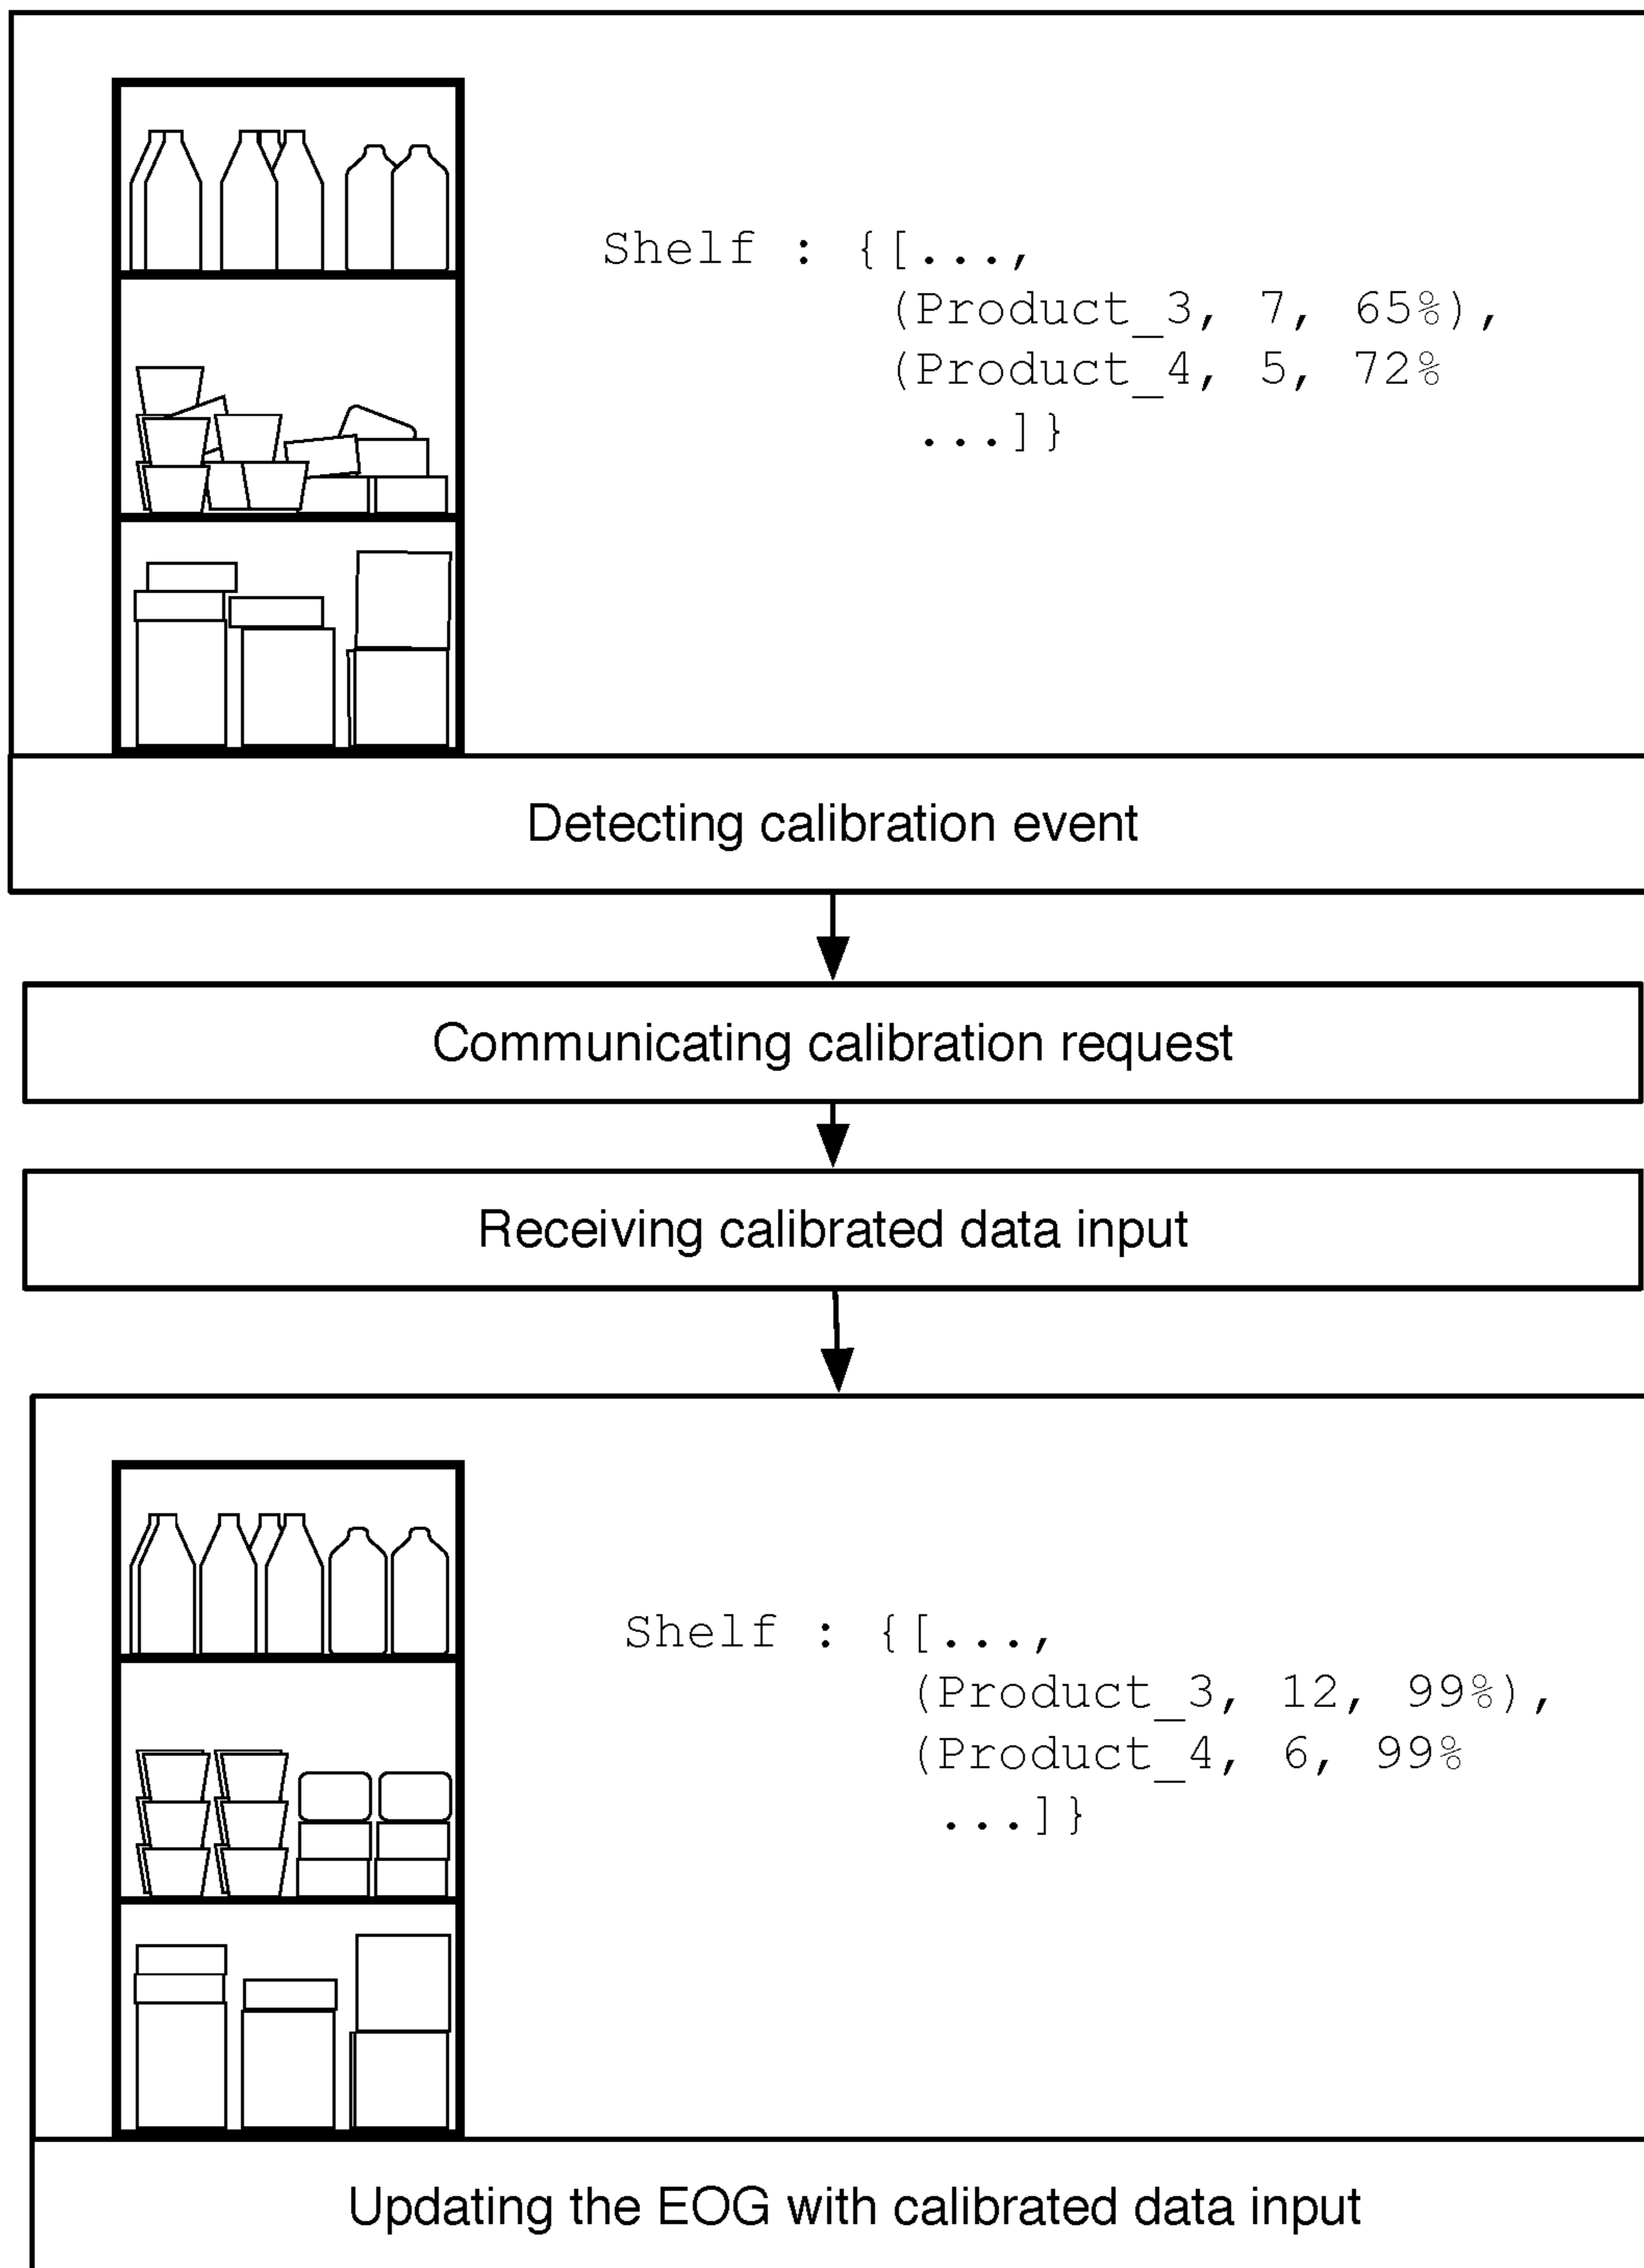 Shelf : {[...,
(Product_3, 7, 65%),
(Product_4, 5, 72%
...]}
Detecting calibration event
Communicating calibration request
Receiving calibrated data input
Shelf : {[...,
(Product_3, 12, 99%),
(Product_4, 6, 99%
...]}
Updating the EOG with calibrated data input